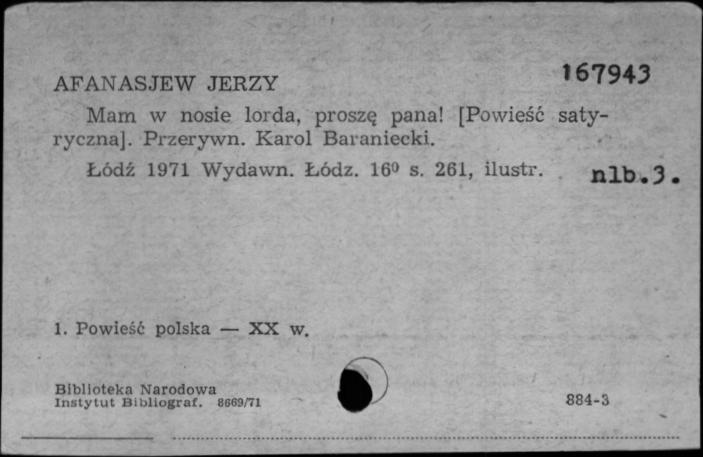 167943
AFANASJEW JERZY
Mam w nosie lorda, proszę pana! [Powieść saty-
ryczna]. Przerywn. Karol Baraniecki.
Łódź 1971 Wydawn. Łódz. 16⁰ s. 261, ilustr. nlb.3.
1. Powieść polska — XX w.
Biblioteka Narodowa
Instytut Bibliograf. 8669/71
884-3